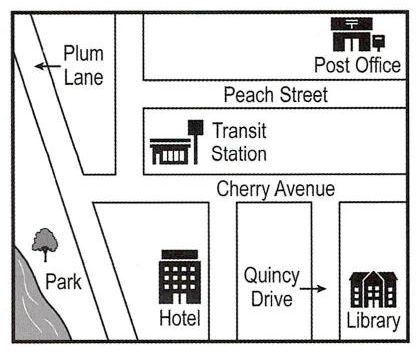 Plum
Lane
Post Office
Peach Street
Transit
Station
Cherry Avenue
Park
Hotel
Quincy
Drive
Library